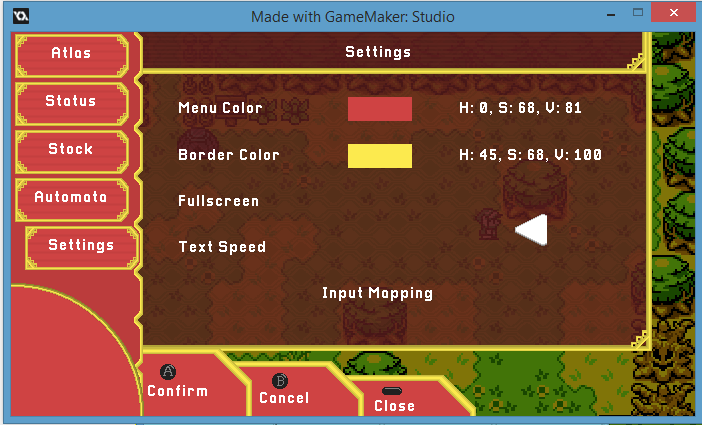 Made with GameMaker: Studio
Atlas
Settings
Status
Menu Color H: 0, S: 68, V: 81
Stock
Border Color H: 45, S: 68, V: 100
Automata
Fullscreen
Settings
Text Speed
Input Mapping
A
Confirm
B
Cancel
Close